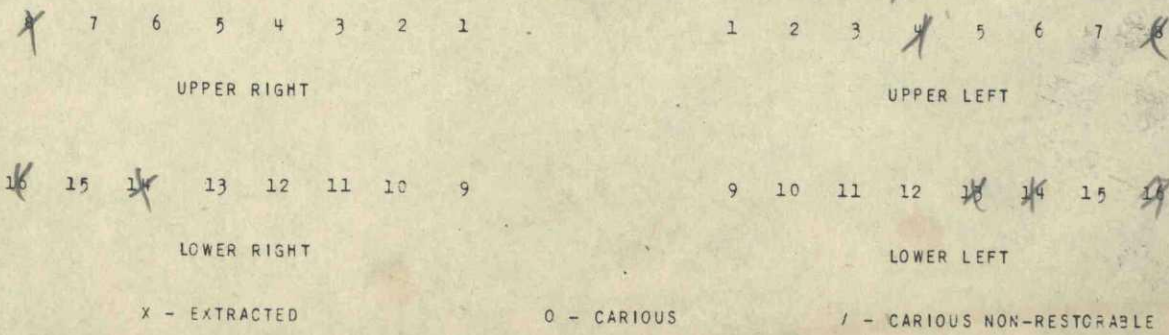 8 7 6 5 4 3 2 1 1 2 3 4 5 6 7 8
UPPER RIGHT UPPER LEFT
16 15 14 13 12 11 10 9 9 10 11 12 13 14 15 16
LOWER RIGHT LOWER LEFT
X - EXTRACTED O - CARIOUS / - CARIOUS NON-RESTORABLE